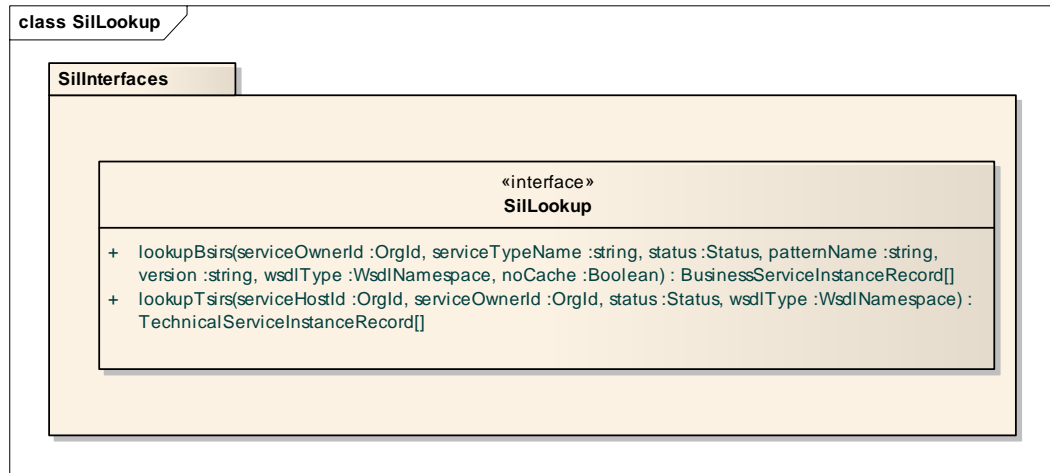 class SilLookup
SilInterfaces
«interface»
SilLookup
+ lookupBsirs(serviceOwnerId :OrgId, serviceTypeName :string, status :Status, patternName :string,
version :string, wsdlType :WsdlNamespace, noCache :Boolean) : BusinessServiceInstanceRecord[]
+ lookupTsirs(serviceHostId :OrgId, serviceOwnerId :OrgId, status :Status, wsdlType :WsdlNamespace) :
TechnicalServiceInstanceRecord[]